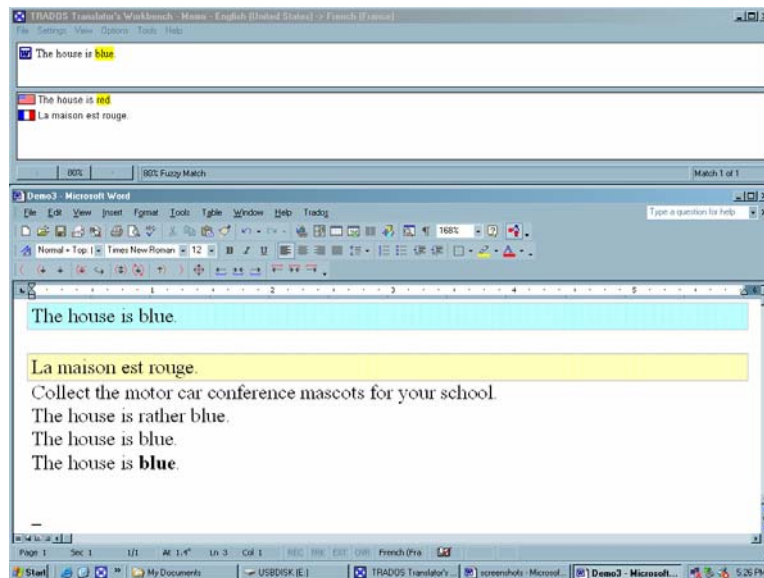 TRADOS Translator's Workbench - Memo - English (United States) -> French (France)
File Settings View Options Tools Help
The house is blue.
The house is red.
La maison est rouge.
80% 80% Fuzzy Match Match 1 of 1
Demo3 - Microsoft Word
File Edit View Insert Format Tools Table Window Help Trados Type a question for help
168%
Normal + Top: ( Times New Roman 12 B I U
1 2 3 4 5 6
The house is blue.
La maison est rouge.
Collect the motor car conference mascots for your school.
The house is rather blue.
The house is blue.
The house is blue.
Page 1 Sec 1 1/1 At 1.4" Ln 3 Col 1 REC TRK EXT OVR French (Fra
Start My Documents USBDISK (E:) TRADOS Translator's ... screenshots - Microsof... Demo3 - Microsoft... 5:26 PM